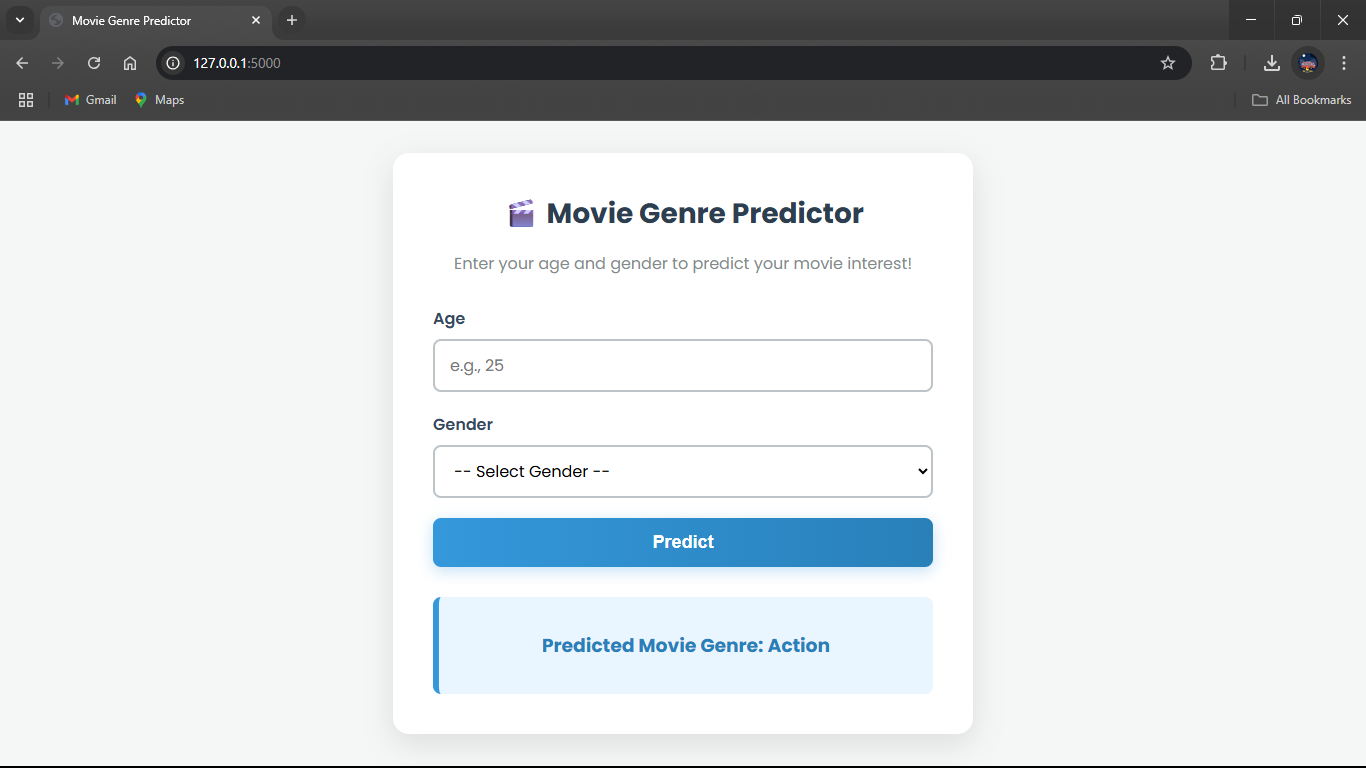 Movie Genre Predictor
127.0.0.1:5000
Gmail Maps All Bookmarks
Movie Genre Predictor
Enter your age and gender to predict your movie interest!
Age
e.g., 25
Gender
-- Select Gender --
Predict
Predicted Movie Genre: Action